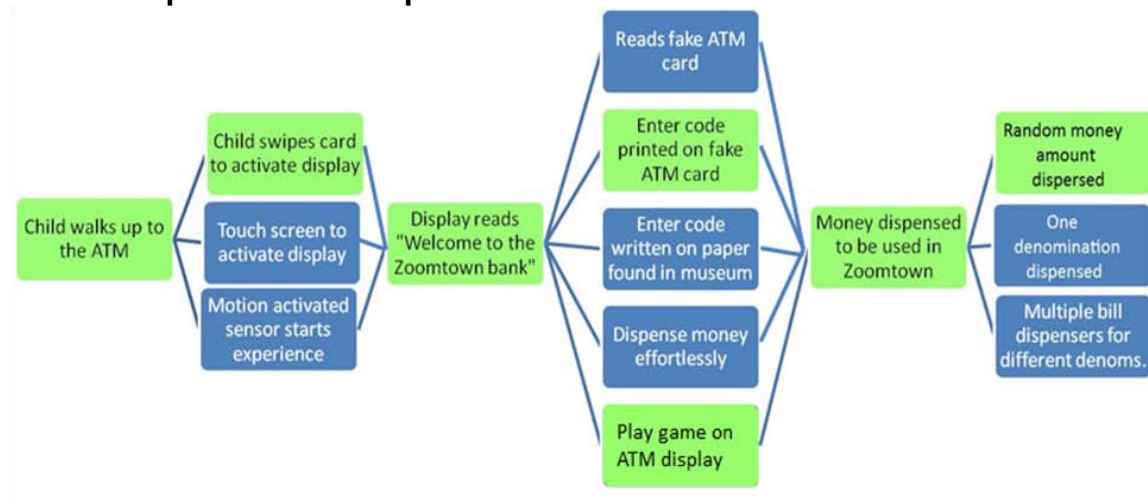 Child walks up to
the ATM
Child swipes card
to activate display
Touch screen to
activate display
Motion activated
sensor starts
experience
Display reads
"Welcome to the
Zoomtown bank"
Reads fake ATM
card
Enter code
printed on fake
ATM card
Enter code
written on paper
found in museum
Dispense money
effortlessly
Play game on
ATM display
Money dispensed
to be used in
Zoomtown
Random money
amount
dispersed
One
denomination
dispensed
Multiple bill
dispensers for
different denoms.